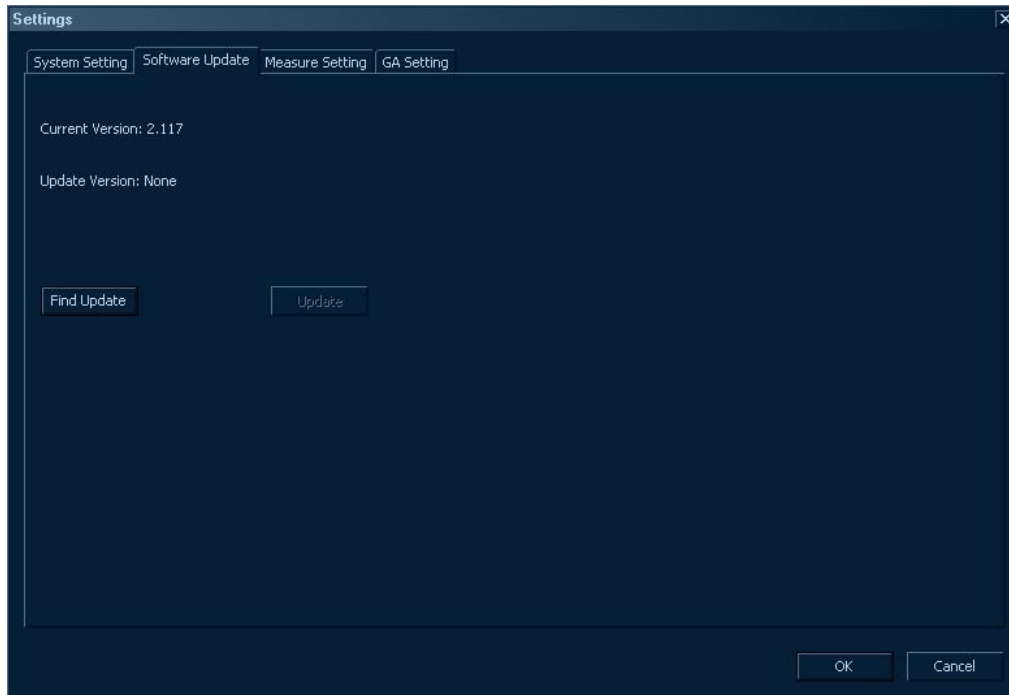 Settings
System Setting Software Update Measure Setting GA Setting
Current Version: 2.117
Update Version: None
Find Update Update
OK Cancel